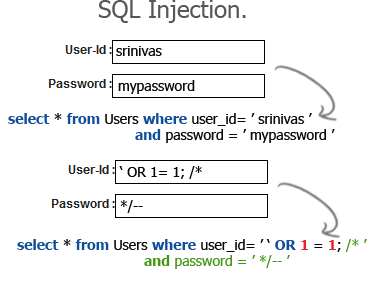 SQL Injection.
User-Id : srinivas
Password : mypassword
select * from Users where user_id= ’ srinivas ’
and password = ’ mypassword ’
User-Id : ‘ OR 1= 1; /*
Password : */--
select * from Users where user_id= ’‘ OR 1 = 1; /* ’
and password = ’ */-- ’